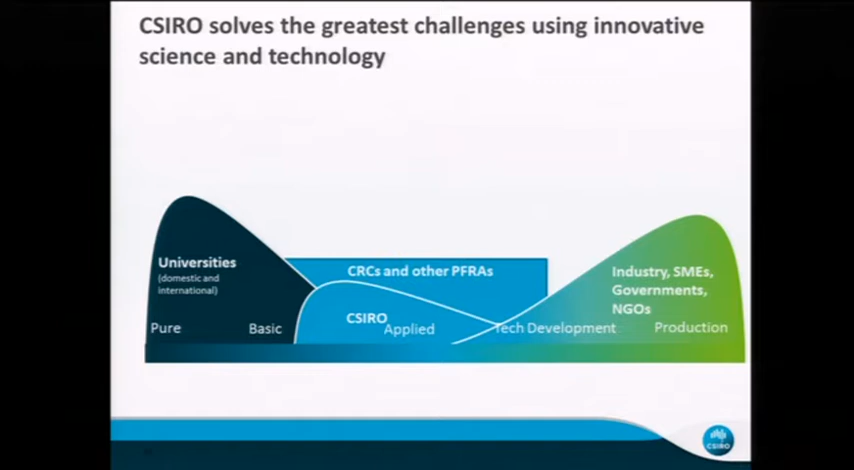 CSIRO solves the greatest challenges using innovative
science and technology
Universities
(domestic and
international)
CRCs and other PFRAs
Industry, SMEs,
Governments,
NGOs
CSIRO
Pure
Basic
Applied
Tech Development
Production
CSIRO